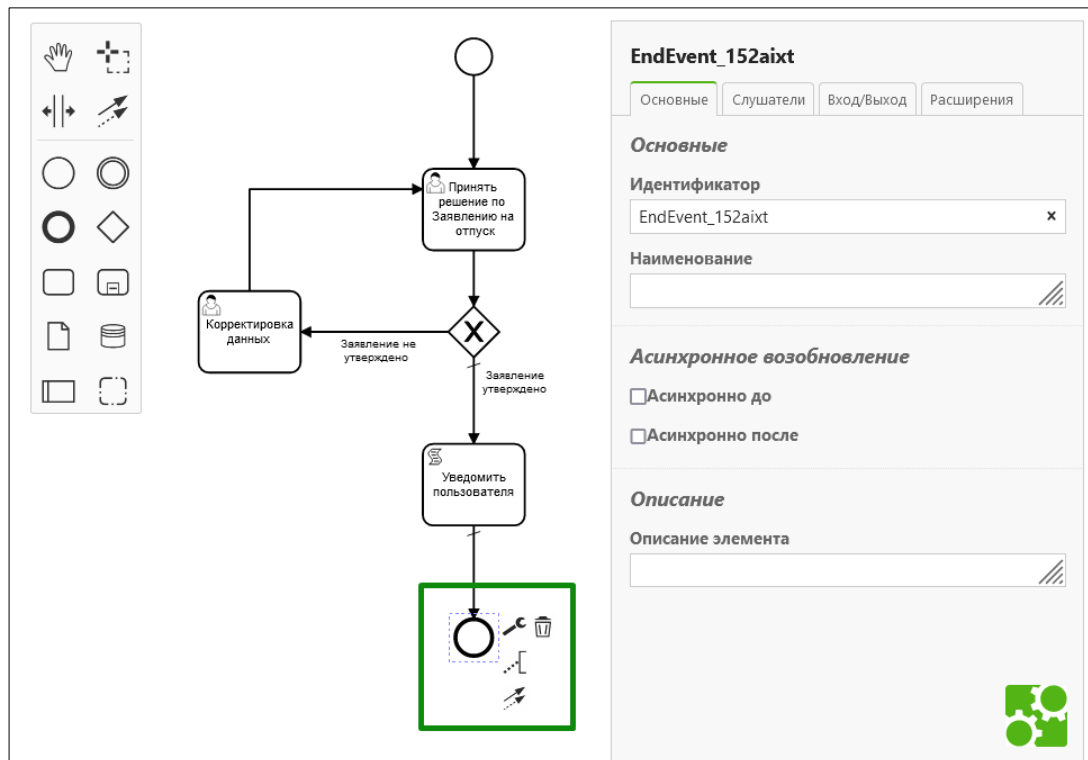 Принять
решение по
Заявлению на
отпуск
Корректировка
данных
Заявление не
утверждено
Заявление
утверждено
Уведомить
пользователя
EndEvent_152aixt
Основные
Слушатели
Вход/Выход
Расширения
Основные
Идентификатор
EndEvent_152aixt
Наименование
Асинхронное возобновление
Асинхронно до
Асинхронно после
Описание
Описание элемента